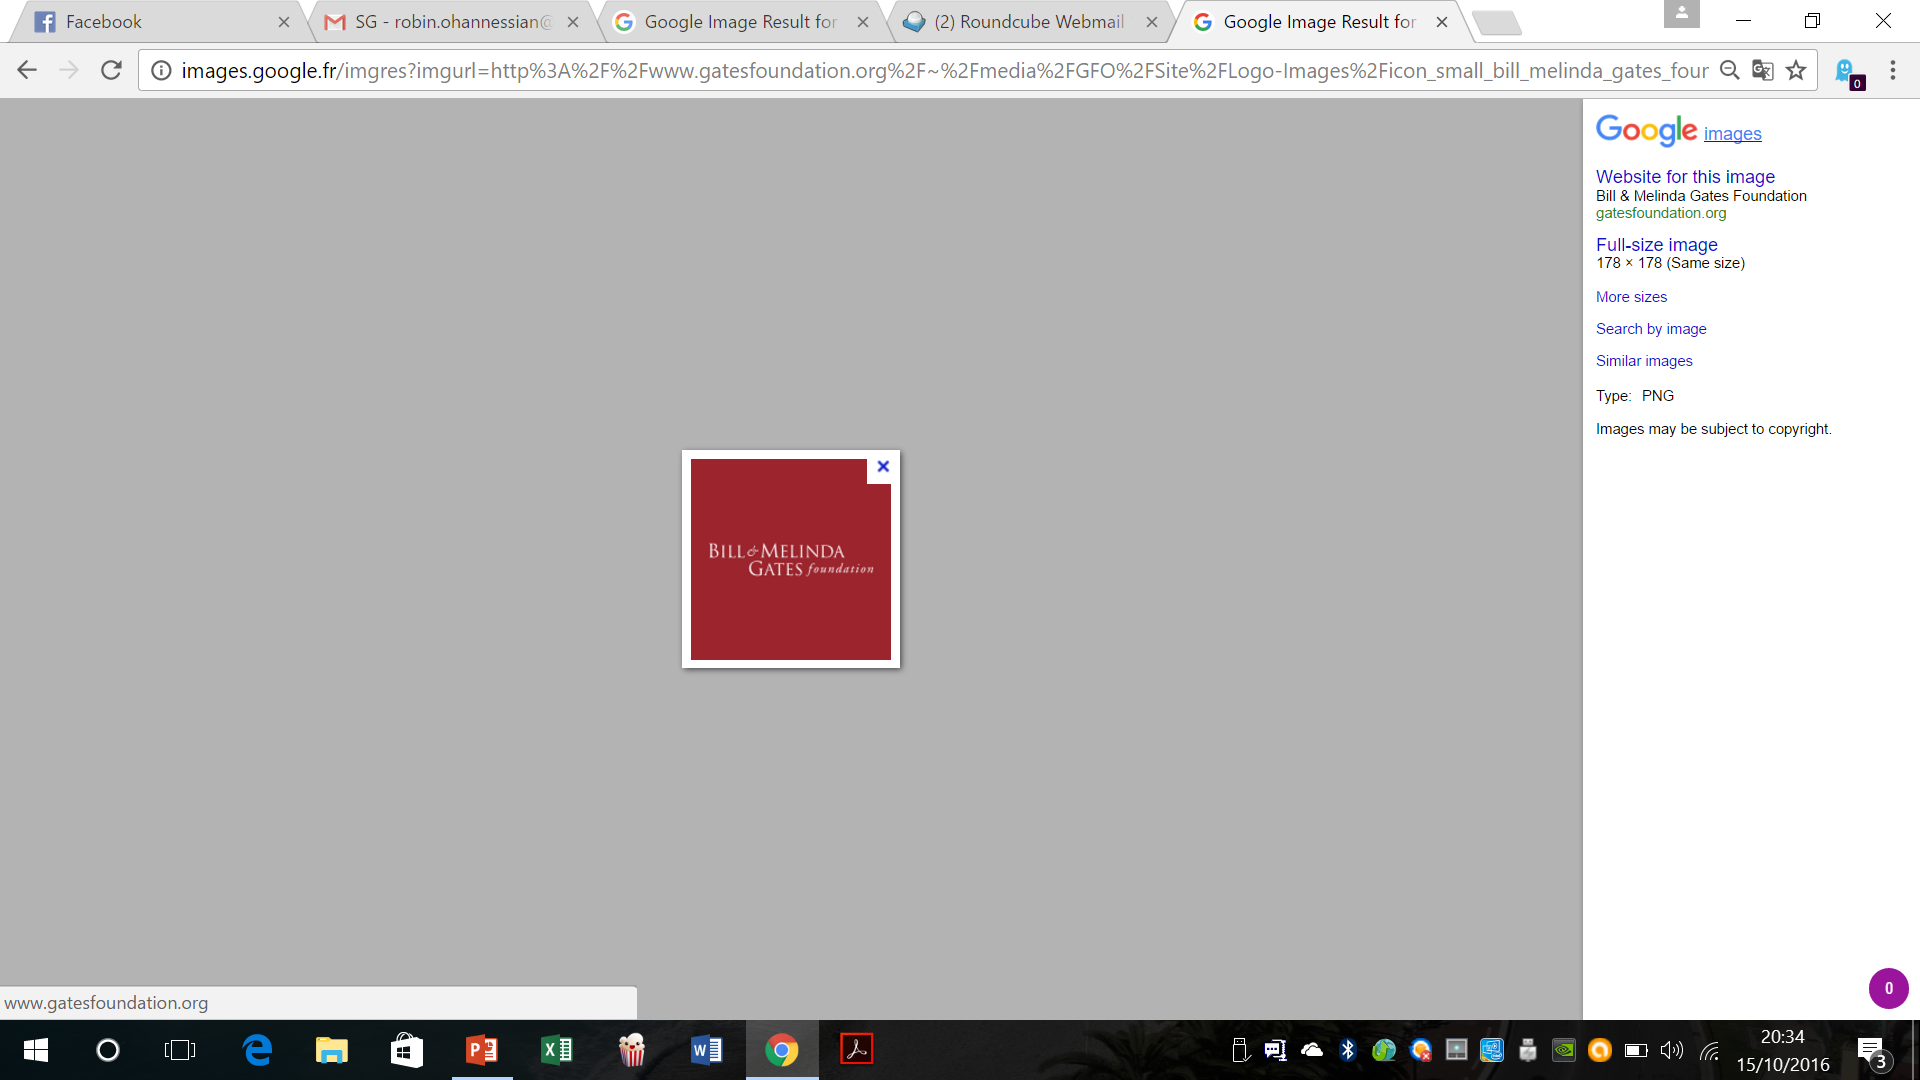 Facebook
SG - robin.ohannessian@
Google Image Result for
(2) Roundcube Webmail
Google Image Result for
images.google.fr/imgres?imgurl=http%3A%2F%2Fwww.gatesfoundation.org%2F~%2Fmedia%2FGFO%2FSite%2FLogo-Images%2Ficon_small_bill_melinda_gates_four
0
Google images
Website for this image
Bill & Melinda Gates Foundation
gatesfoundation.org
Full-size image
178 × 178 (Same size)
More sizes
Search by image
Similar images
Type: PNG
Images may be subject to copyright.
BILL & MELINDA
GATES foundation
0
www.gatesfoundation.org
20:34
15/10/2016
3